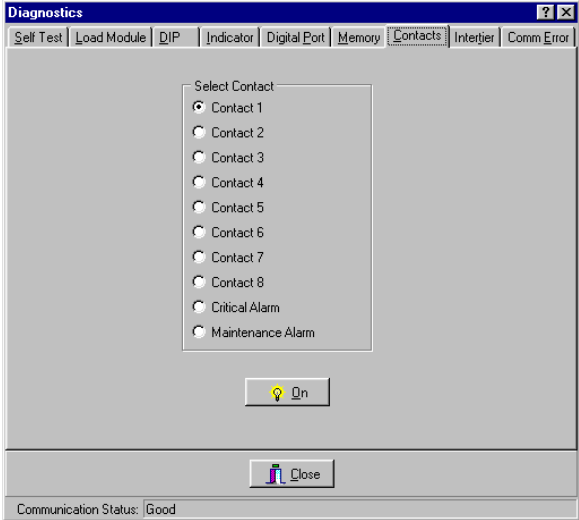 Diagnostics
Self Test Load Module DIP Indicator Digital Port Memory Contacts Intertier Comm Error
Select Contact
Contact 1
Contact 2
Contact 3
Contact 4
Contact 5
Contact 6
Contact 7
Contact 8
Critical Alarm
Maintenance Alarm
On
Close
Communication Status: Good